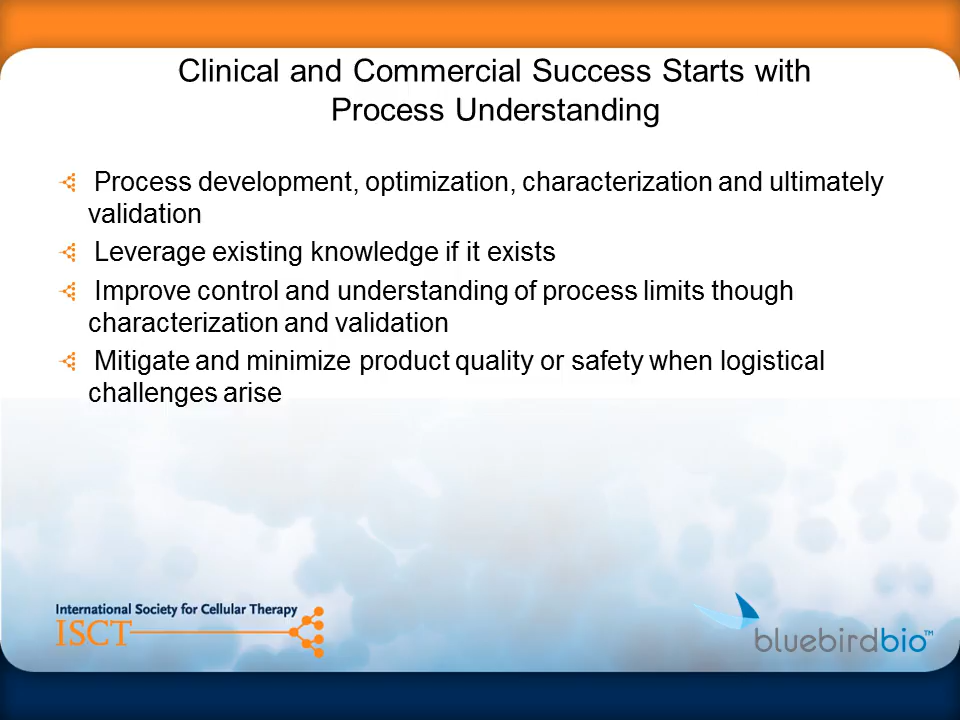 Clinical and Commercial Success Starts with
Process Understanding
Process development, optimization, characterization and ultimately
validation
Leverage existing knowledge if it exists
Improve control and understanding of process limits though
characterization and validation
Mitigate and minimize product quality or safety when logistical
challenges arise
International Society for Cellular Therapy
ISCT
bluebirdbio™